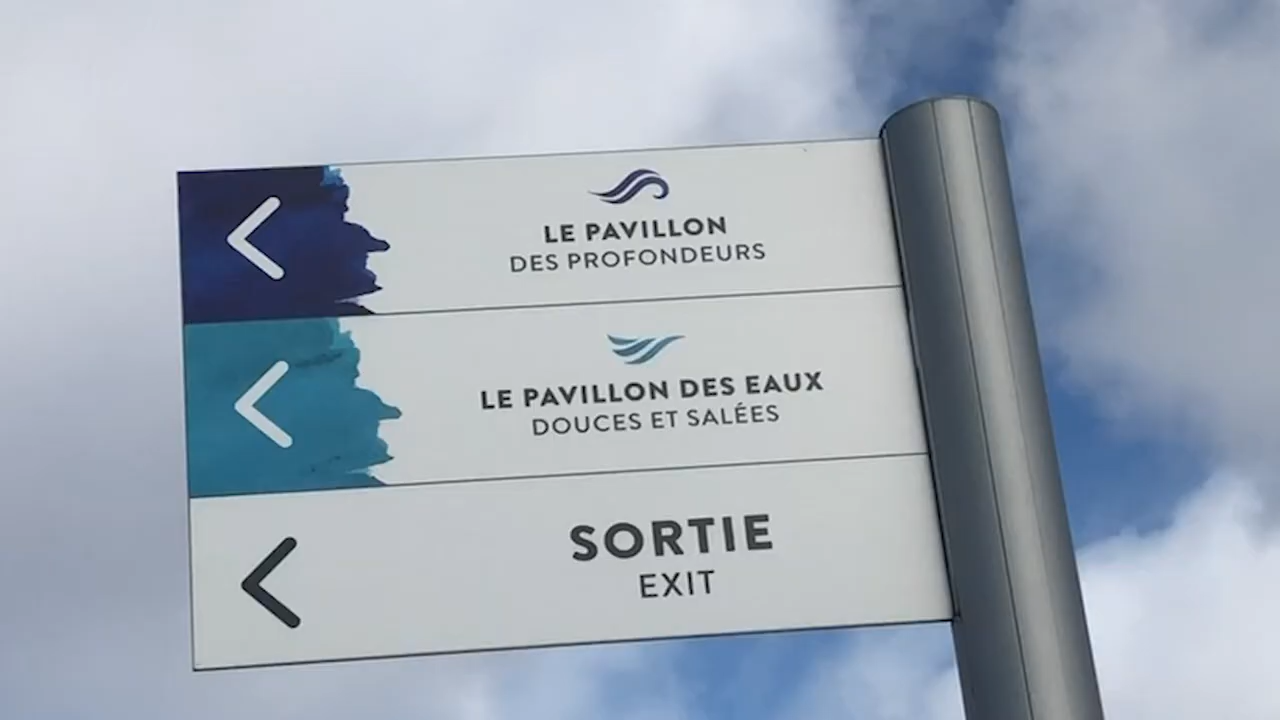 LE PAVILLON
DES PROFONDEURS
LE PAVILLON DES EAUX
DOUCES ET SALÉES
SORTIE
EXIT